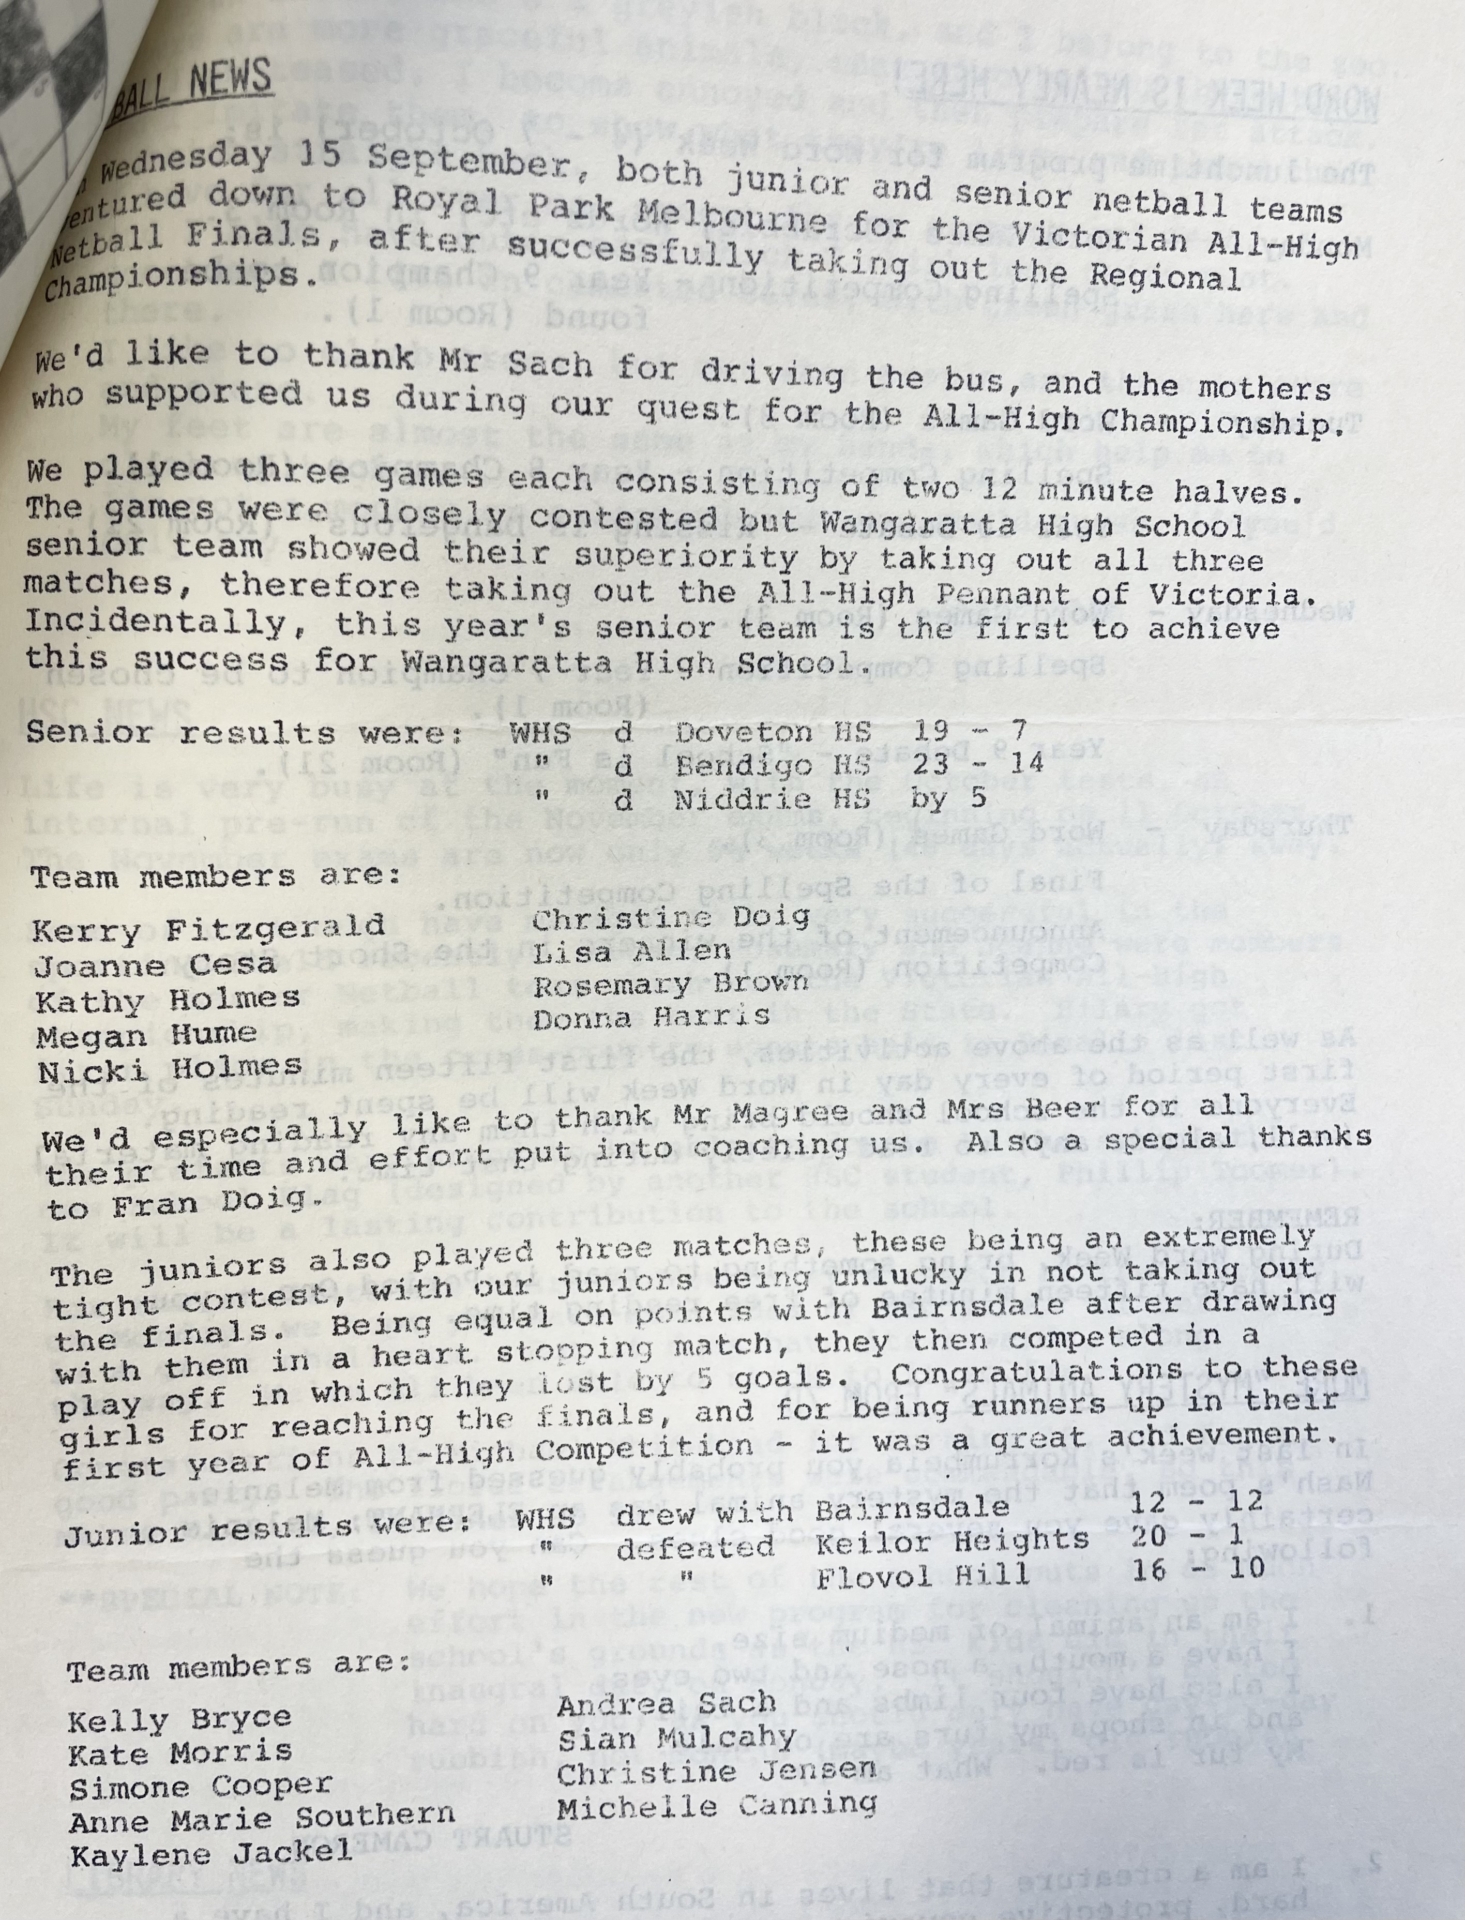 BALL NEWS
Wednesday 15 September, both junior and senior netball teams
ventured down to Royal Park Melbourne for the Victorian All-High
Netball Finals, after successfully taking out the Regional
Championships.
We'd like to thank Mr Sach for driving the bus, and the mothers
who supported us during our quest for the All-High Championship.
We played three games each consisting of two 12 minute halves.
The games were closely contested but Wangaratta High School
senior team showed their superiority by taking out all three
matches, therefore taking out the All-High Pennant of Victoria.
Incidentally, this year's senior team is the first to achieve
this success for Wangaratta High School.
Senior results were: WHS d Doveton HS 19 - 7
" d Bendigo HS 23 - 14
" d Niddrie HS by 5
Team members are:
Kerry Fitzgerald Christine Doig
Joanne Cesa Lisa Allen
Kathy Holmes Rosemary Brown
Megan Hume Donna Harris
Nicki Holmes
We'd especially like to thank Mr Magree and Mrs Beer for all
their time and effort put into coaching us. Also a special thanks
to Fran Doig.
The juniors also played three matches, these being an extremely
tight contest, with our juniors being unlucky in not taking out
the finals. Being equal on points with Bairnsdale after drawing
with them in a heart stopping match, they then competed in a
play off in which they lost by 5 goals. Congratulations to these
girls for reaching the finals, and for being runners up in their
first year of All-High Competition - it was a great achievement.
Junior results were: WHS drew with Bairnsdale 12 - 12
" defeated Keilor Heights 20 - 1
" " Flovol Hill 16 - 10
Team members are:
Kelly Bryce Andrea Sach
Kate Morris Sian Mulcahy
Simone Cooper Christine Jensen
Anne Marie Southern Michelle Canning
Kaylene Jackel